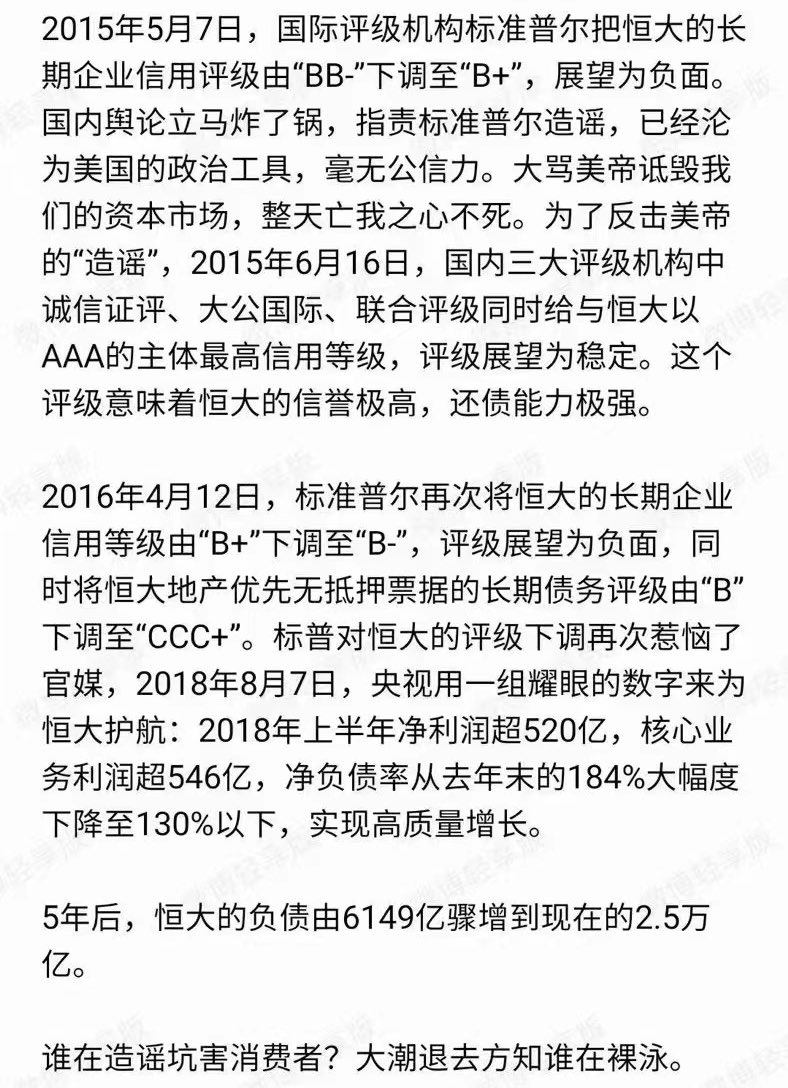 2015年5月7日，国际评级机构标准普尔把恒大的长
期企业信用评级由“BB-”下调至“B+”，展望为负面。
国内舆论立马炸了锅，指责标准普尔造谣，已经沦
为美国的政治工具，毫无公信力。大骂美帝诋毁我
们的资本市场，整天亡我之心不死。为了反击美帝
的“造谣”，2015年6月16日，国内三大评级机构中
诚信证评、大公国际、联合评级同时给与恒大以
AAA的主体最高信用等级，评级展望为稳定。这个
评级意味着恒大的信誉极高，还债能力极强。
2016年4月12日，标准普尔再次将恒大的长期企业
信用等级由“B+”下调至“B-”，评级展望为负面，同
时将恒大地产优先无抵押票据的长期债务评级由“B”
下调至“CCC+”。标普对恒大的评级下调再次惹恼了
官媒，2018年8月7日，央视用一组耀眼的数字来为
恒大护航：2018年上半年净利润超520亿，核心业
务利润超546亿，净负债率从去年末的184%大幅度
下降至130%以下，实现高质量增长。
5年后，恒大的负债由6149亿骤增到现在的2.5万
亿。
谁在造谣坑害消费者？大潮退去方知谁在裸泳。